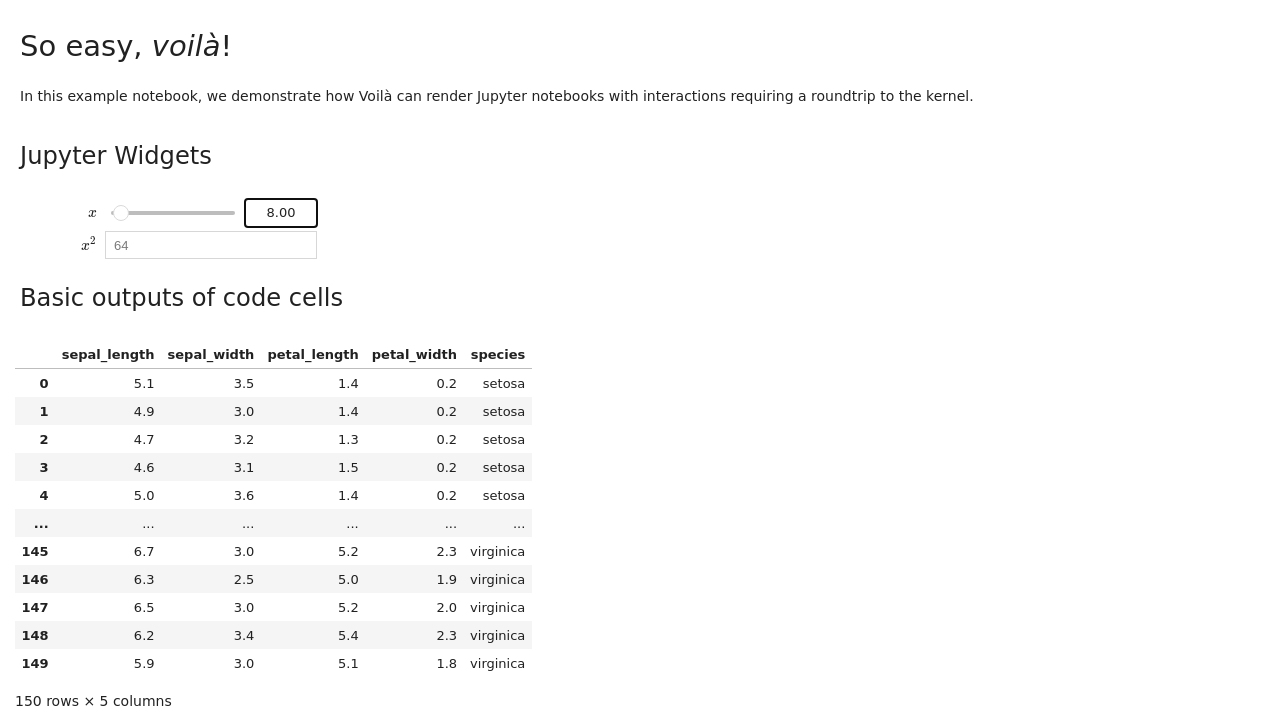 So easy, voilà!
In this example notebook, we demonstrate how Voilà can render Jupyter notebooks with interactions requiring a roundtrip to the kernel.
Jupyter Widgets
x 8.00
x² 64
Basic outputs of code cells
sepal_length sepal_width petal_length petal_width species
0 5.1 3.5 1.4 0.2 setosa
1 4.9 3.0 1.4 0.2 setosa
2 4.7 3.2 1.3 0.2 setosa
3 4.6 3.1 1.5 0.2 setosa
4 5.0 3.6 1.4 0.2 setosa
... ... ... ... ... ...
145 6.7 3.0 5.2 2.3 virginica
146 6.3 2.5 5.0 1.9 virginica
147 6.5 3.0 5.2 2.0 virginica
148 6.2 3.4 5.4 2.3 virginica
149 5.9 3.0 5.1 1.8 virginica
150 rows × 5 columns